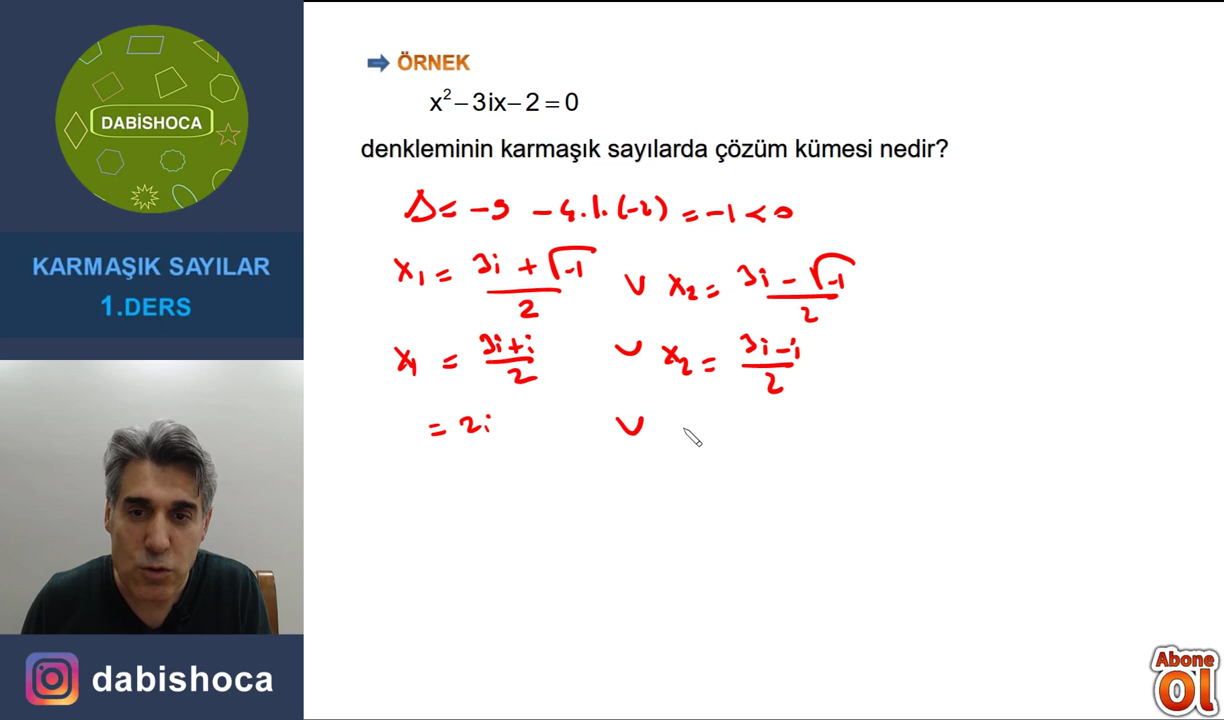 DABİSHOCA
KARMAŞIK SAYILAR
1.DERS
dabishoca
ÖRNEK
x² – 3ix – 2 = 0
denkleminin karmaşık sayılarda çözüm kümesi nedir?
Δ = -9 - 4.1.(-2) = -1 < 0
x₁ = (3i + √-1)/2 ∨ x₂ = (3i - √-1)/2
x₁ = (3i+i)/2 ∨ x₂ = (3i-i)/2
= 2i ∨
Abone
ol